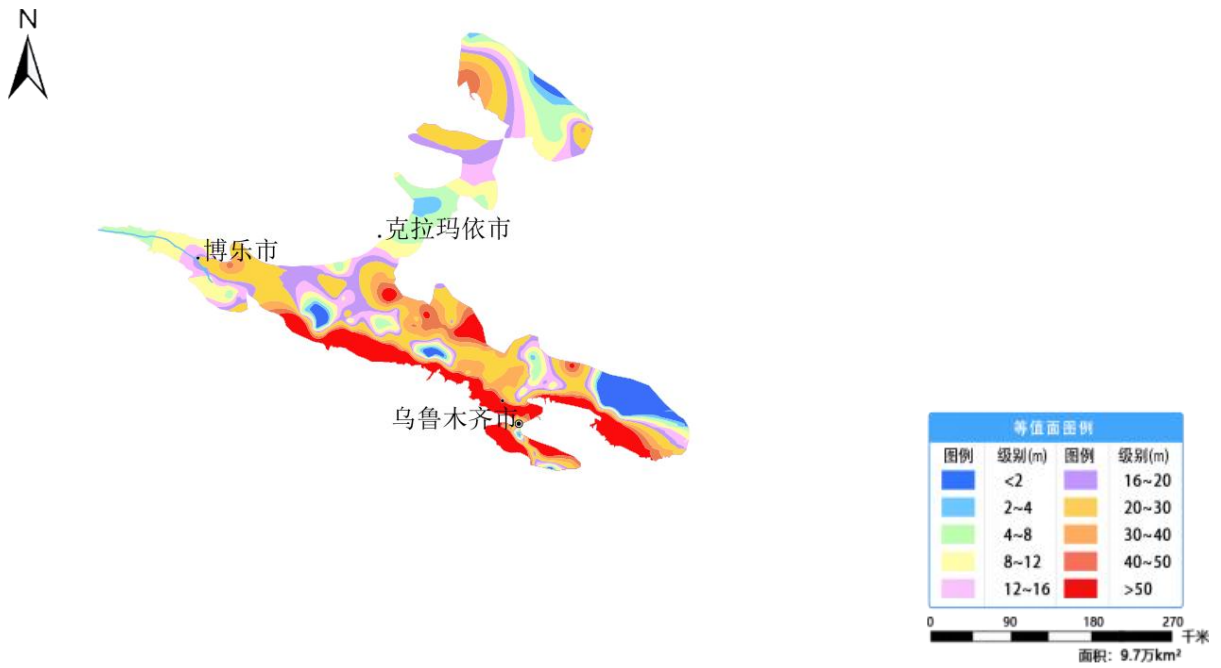 N
克拉玛依市
博乐市
乌鲁木齐市
等值面图例
图例 级别(m) 图例 级别(m)
<2 16~20
2~4 20~30
4~8 30~40
8~12 40~50
12~16 >50
0 90 180 270
千米
面积: 9.7万km²